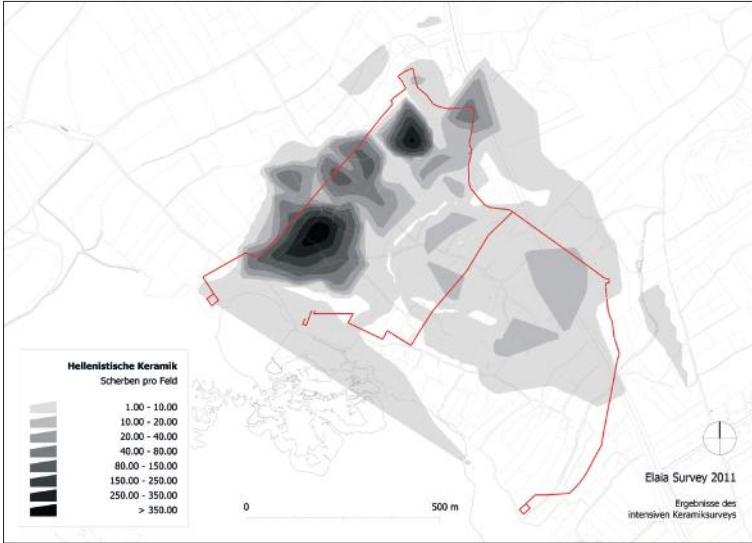 Hellenistische Keramik
Scherben pro Feld
1.00 - 10.00
10.00 - 20.00
20.00 - 40.00
40.00 - 80.00
80.00 - 150.00
150.00 - 250.00
250.00 - 350.00
> 350.00
0
500 m
Elaia Survey 2011
Ergebnisse des
intensiven Keramiksurveys